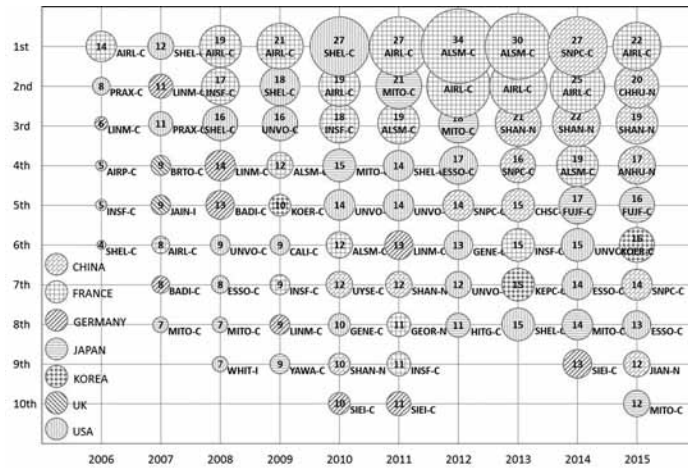 1st 14 AIRL-C 12 SHEL-C 19 AIRL-C 21 AIRL-C 27 SHEL-C 27 AIRL-C 34 ALSM-C 30 ALSM-C 27 SNPC-C 22 AIRL-C
2nd 8 PRAX-C 11 LINM-C 17 INSF-C 18 SHEL-C 19 AIRL-C 21 MITO-C AIRL-C AIRL-C 25 AIRL-C 20 CHHU-N
3rd 6 LINM-C 11 PRAX-C 16 SHEL-C 16 UNVO-C 18 INSF-C 19 ALSM-C 18 MITO-C 21 SHAN-N 22 SHAN-N 19 SHAN-N
4th 5 AIRP-C 9 BRTO-C 14 LINM-C 12 ALSM-C 15 MITO-C 14 SHEL-C 17 ESSO-C 16 SNPC-C 19 ALSM-C 17 ANHU-N
5th 5 INSF-C 9 JAIN-I 13 BADI-C 10 KOER-C 14 UNVO- 14 UNVO- 14 SNPC-C 15 CHSC- 17 FUJF-C 16 FUJF-C
6th 4 SHEL-C 8 AIRL-C 9 UNVO-C 9 CALI-C 12 ALSM-C 13 LINM-C 13 GENE-C 15 INSF-C 15 UNVO 16 KOER-C
7th 8 BADI-C 8 ESSO-C 9 INSF-C 12 UYSE-C 12 SHAN-N 12 UNVO- 15 KEPC-C 14 ESSO-C 14 SNPC-C
8th 7 MITO-C 7 MITO-C 9 LINM-C 10 GENE-C 11 GEOR-N 11 HITG-C 15 SHEL-C 14 MITO-C 13 ESSO-C
9th 7 WHIT-I 9 YAWA-C 10 SHAN-N 11 INSF-C 13 SIEI-C 12 JIAN-N
10th 10 SIEI-C 11 SIEI-C 12 MITO-C
CHINA
FRANCE
GERMANY
JAPAN
KOREA
UK
USA
2006 2007 2008 2009 2010 2011 2012 2013 2014 2015